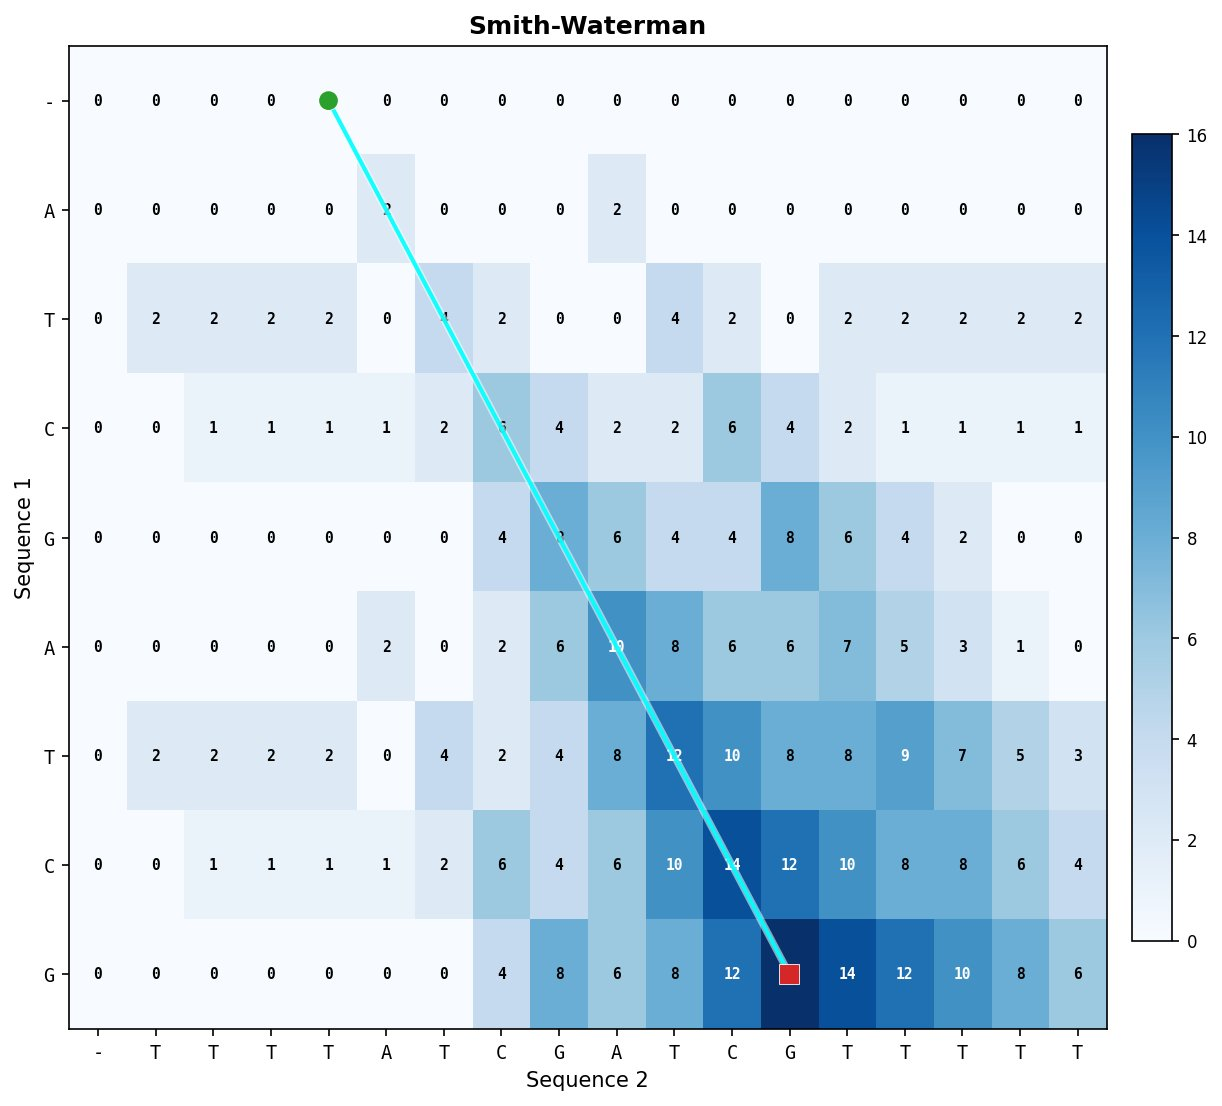 Smith-Waterman
- 0 0 0 0 0 0 0 0 0 0 0 0 0 0 0 0 0
A 0 0 0 0 0 2 0 0 0 2 0 0 0 0 0 0 0 0
T 0 2 2 2 2 0 4 2 0 0 4 2 0 2 2 2 2 2
C 0 0 1 1 1 1 2 6 4 2 2 6 4 2 1 1 1 1
G 0 0 0 0 0 0 0 4 8 6 4 4 8 6 4 2 0 0
A 0 0 0 0 0 2 0 2 6 10 8 6 6 7 5 3 1 0
T 0 2 2 2 2 0 4 2 4 8 12 10 8 8 9 7 5 3
C 0 0 1 1 1 1 2 6 4 6 10 14 12 10 8 8 6 4
G 0 0 0 0 0 0 0 4 8 6 8 12 14 12 10 8 6
- T T T T A T C G A T C G T T T T T
Sequence 2
Sequence 1
16
14
12
10
8
6
4
2
0